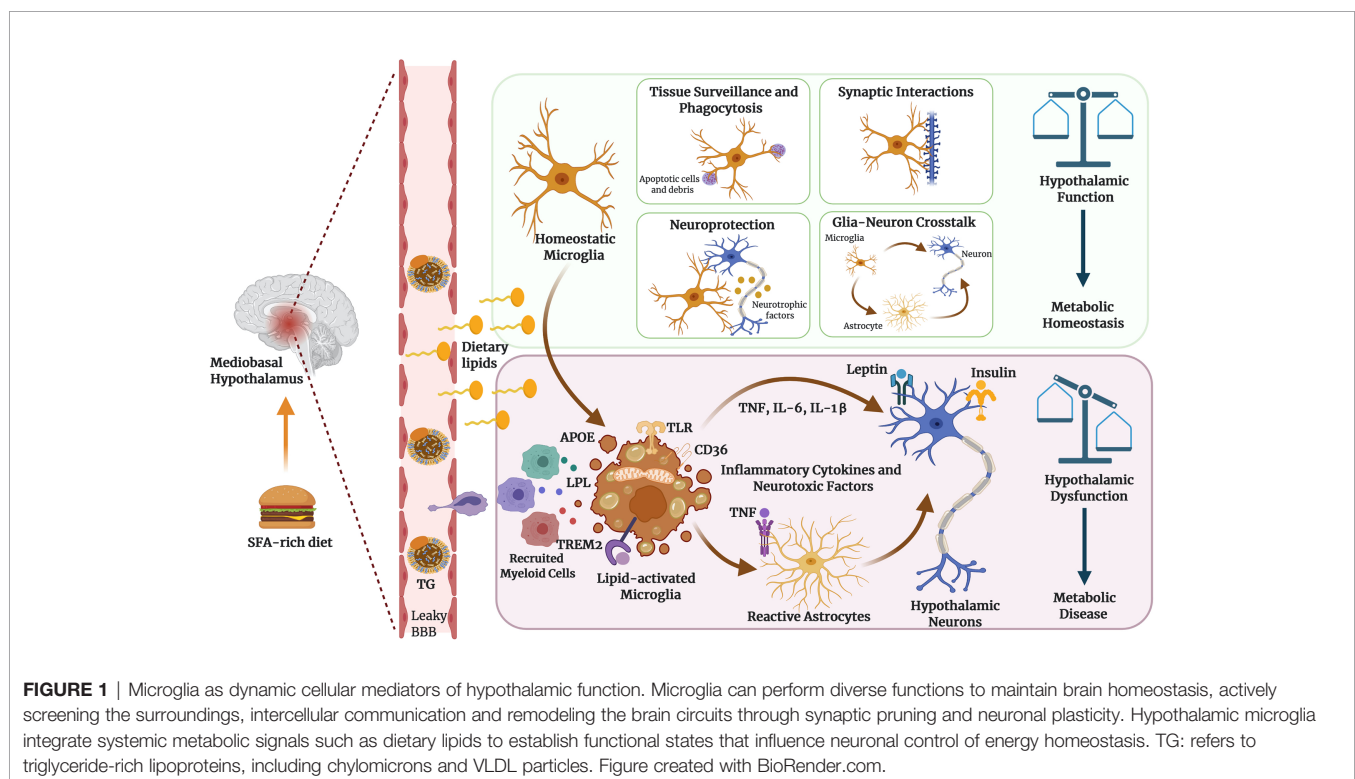 Mediobasal
Hypothalamus
SFA-rich diet
TG
Leaky
BBB
Dietary
lipids
Homeostatic
Microglia
Tissue Surveillance and
Phagocytosis
Apoptotic cells
and debris
Synaptic Interactions
Neuroprotection
Neurotrophic
factors
Glia-Neuron Crosstalk
Microglia
Neuron
Astrocyte
Hypothalamic
Function
Metabolic
Homeostasis
APOE
TLR
CD36
LPL
TREM2
Recruited
Myeloid Cells
Lipid-activated
Microglia
TNF, IL-6, IL-1β
Inflammatory Cytokines and
Neurotoxic Factors
TNF
Reactive Astrocytes
Leptin
Insulin
Hypothalamic
Neurons
Hypothalamic
Dysfunction
Metabolic
Disease
FIGURE 1 | Microglia as dynamic cellular mediators of hypothalamic function. Microglia can perform diverse functions to maintain brain homeostasis, actively
screening the surroundings, intercellular communication and remodeling the brain circuits through synaptic pruning and neuronal plasticity. Hypothalamic microglia
integrate systemic metabolic signals such as dietary lipids to establish functional states that influence neuronal control of energy homeostasis. TG: refers to
triglyceride-rich lipoproteins, including chylomicrons and VLDL particles. Figure created with BioRender.com.